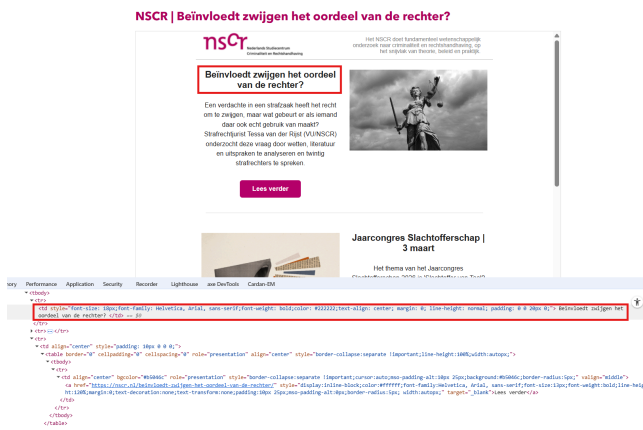 NSCR | Beïnvloedt zwijgen het oordeel van de rechter?
nscr Nederlands Studiecentrum
Criminaliteit en Rechtshandhaving
Het NSCR doet fundamenteel wetenschappelijk
onderzoek naar criminaliteit en rechtshandhaving, op
het snijvlak van theorie, beleid en praktijk.
Beïnvloedt zwijgen het oordeel
van de rechter?
Een verdachte in een strafzaak heeft het recht
om te zwijgen, maar wat gebeurt er als iemand
daar ook echt gebruik van maakt?
Strafrechtjurist Tessa van der Rijst (VU/NSCR)
onderzocht deze vraag door wetten, literatuur
en uitspraken te analyseren en twintig
strafrechters te spreken.
Lees verder
Jaarcongres Slachtofferschap |
3 maart
Het thema van het Jaarcongres
ory Performance Application Security Recorder Lighthouse axe DevTools Cardan-EM
▼<tbody>
▼<tr>
<td style="font-size: 18px;font-family: Helvetica, Arial, sans-serif;font-weight: bold;color: #222222;text-align: center; margin: 0; line-height: normal; padding: 0 0 20px 0;"> Beïnvloedt zwijgen het
oordeel van de rechter? </td> == $0
</tr>
▶<tr>⋯</tr>
▼<tr>
▼<td align="center" style="padding: 10px 0 0 0;">
▼<table border="0" cellpadding="0" cellspacing="0" role="presentation" align="center" style="border-collapse:separate !important;line-height:100%;width:autopx;">
▼<tbody>
▼<tr>
▼<td align="center" bgcolor="#b5046c" role="presentation" style="border-collapse:separate !important;cursor:auto;mso-padding-alt:10px 25px;background:#b5046c;border-radius:5px;" valign="middle">
<a href="https://nscr.nl/beinvloedt-zwijgen-het-oordeel-van-de-rechter/" style="display:inline-block;color:#ffffff;font-family:Helvetica, Arial, sans-serif;font-size:13px;font-weight:bold;line-heig
ht:120%;margin:0;text-decoration:none;text-transform:none;padding:10px 25px;mso-padding-alt:0px;border-radius:5px; width:autopx;" target="_blank">Lees verder</a>
</td>
</tr>
</tbody>
</table>